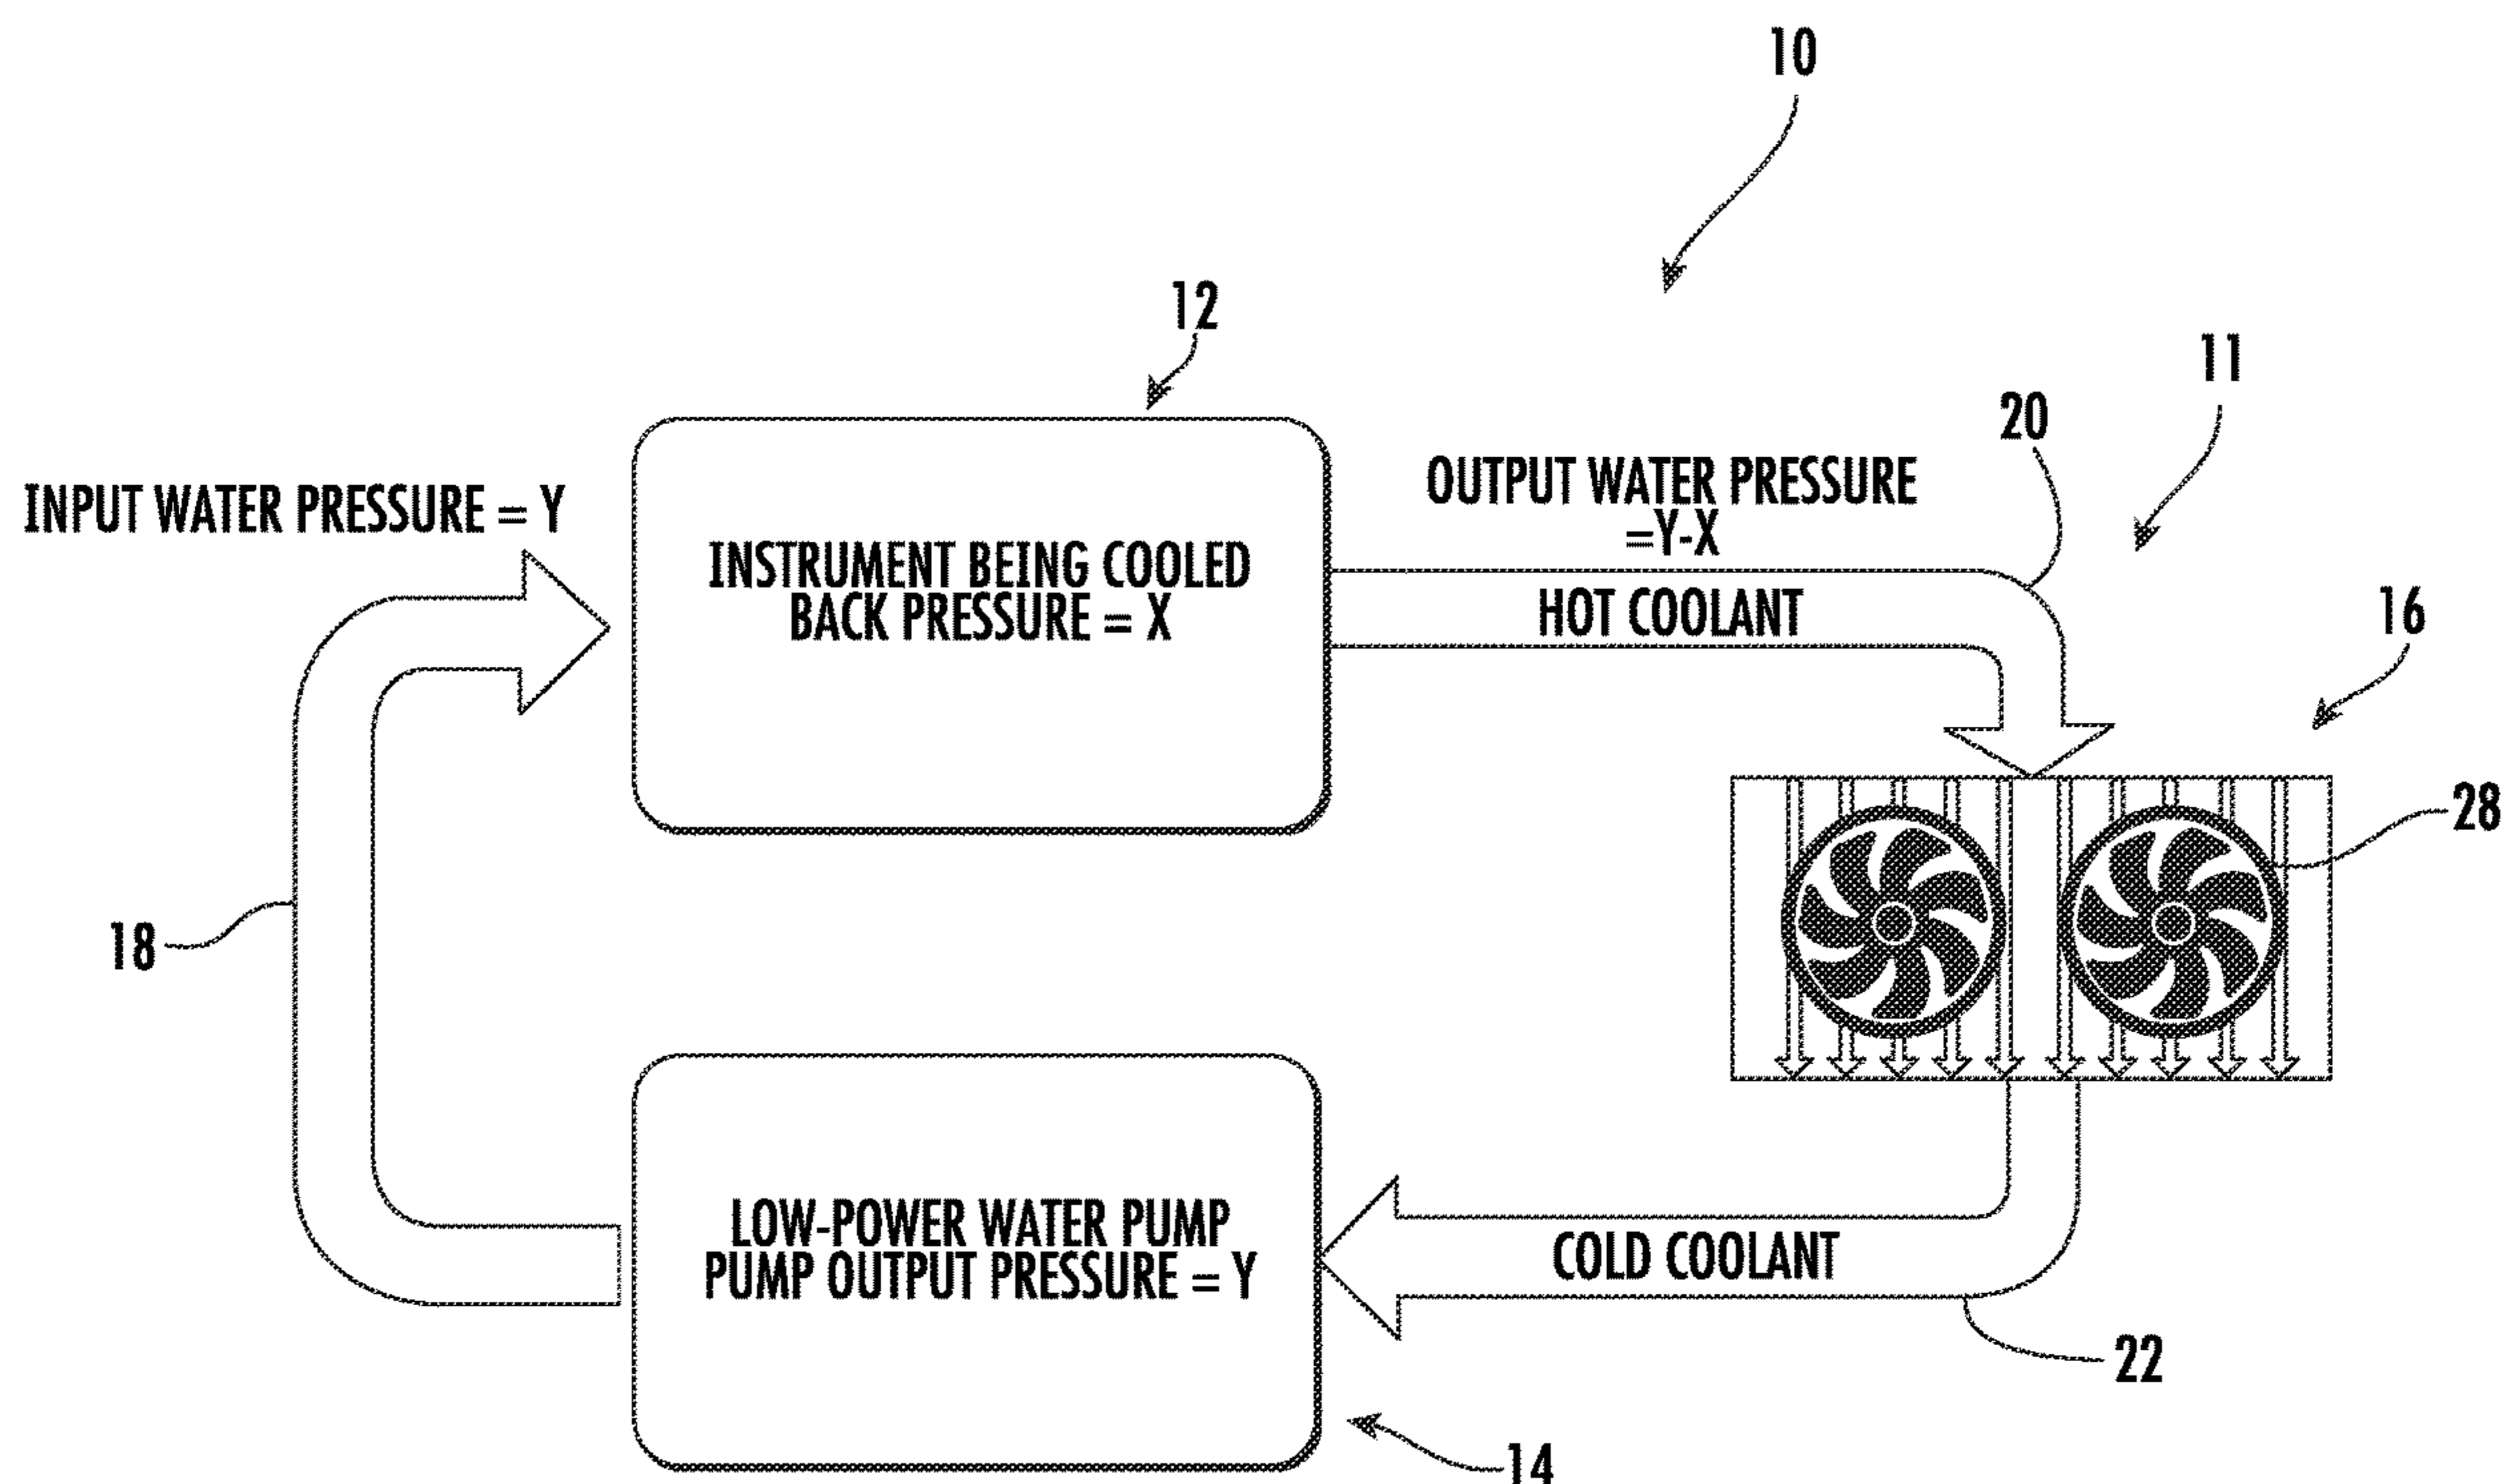 10
12
11
20
INPUT WATER PRESSURE = Y
OUTPUT WATER PRESSURE
=Y-X
INSTRUMENT BEING COOLED
BACK PRESSURE = X
HOT COOLANT
16
28
18
LOW-POWER WATER PUMP
PUMP OUTPUT PRESSURE = Y
COLD COOLANT
22
14